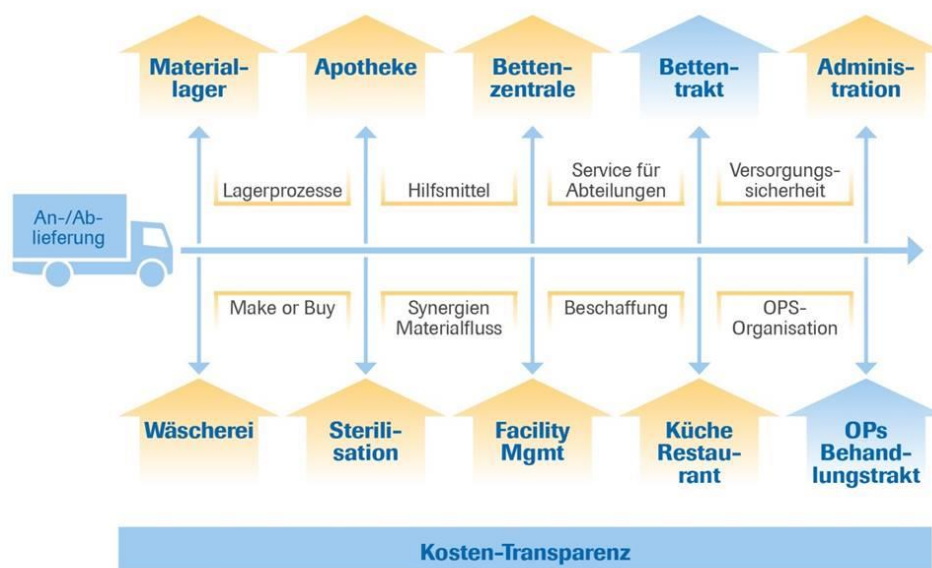 Material-
lager
Apotheke
Betten-
zentrale
Betten-
trakt
Adminis-
tration
Lagerprozesse
Hilfsmittel
Service für
Abteilungen
Versorgungs-
sicherheit
An-/Ab-
lieferung
Make or Buy
Synergien
Materialfluss
Beschaffung
OPS-
Organisation
Wäscherei
Sterili-
sation
Facility
Mgmt
Küche
Restau-
rant
OPs
Behand-
lungstrakt
Kosten-Transparenz